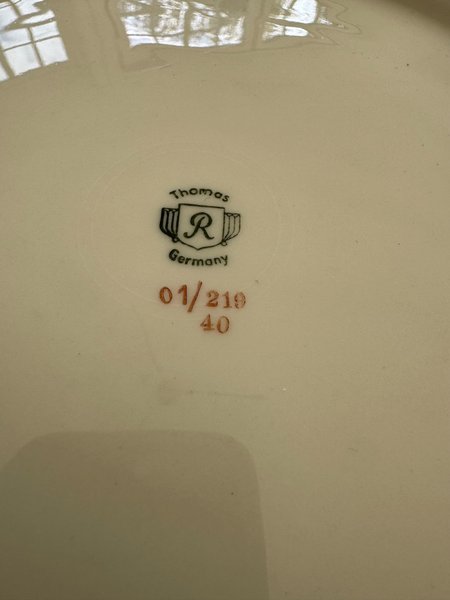 Thomas
R
Germany
01/219
40